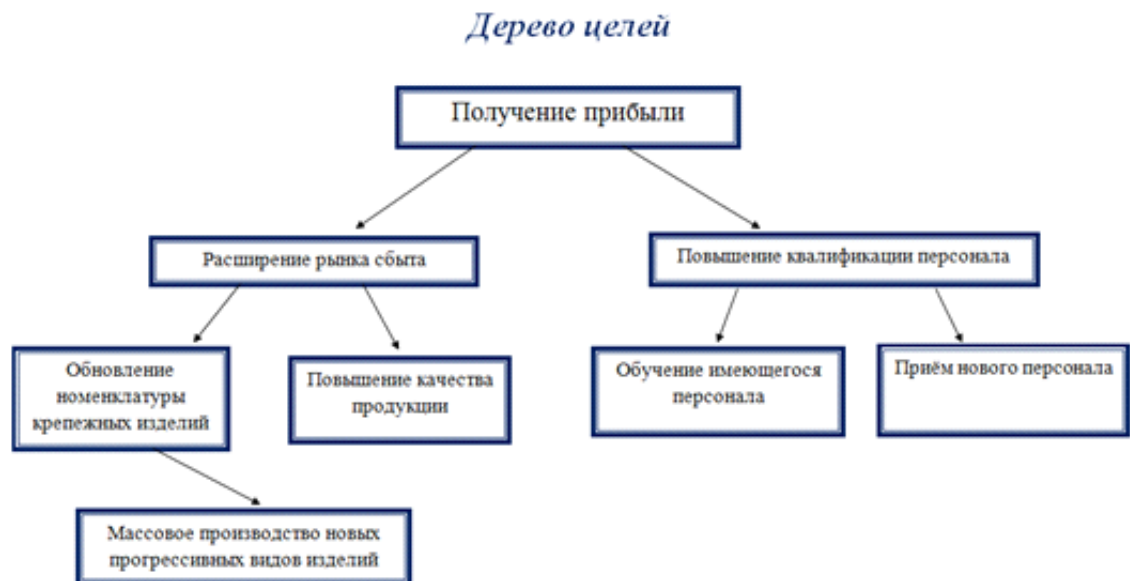 Дерево целей
Получение прибыли
Расширение рынка сбыта
Повышение квалификации персонала
Обновление
номенклатуры
крепежных изделий
Повышение качества
продукции
Обучение имеющегося
персонала
Приём нового персонала
Массовое производство новых
прогрессивных видов изделий